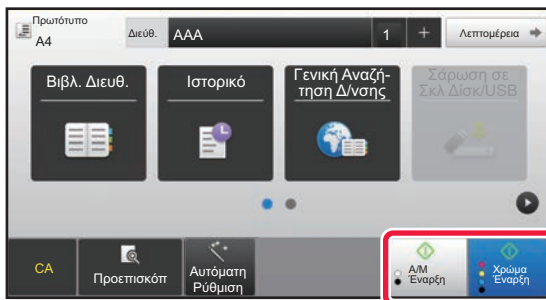 Πρωτότυπο
A4
Διεύθ.
AAA
1
+
Λεπτομέρεια
Βιβλ. Διευθ.
Ιστορικό
Γενική Αναζή-
τηση Δ/νσης
Σάρωση σε
Σκλ Δίσκ/USB
CA
Προεπισκόπ
Αυτόματη
Ρύθμιση
Α/Μ
Έναρξη
Χρώμα
Έναρξη